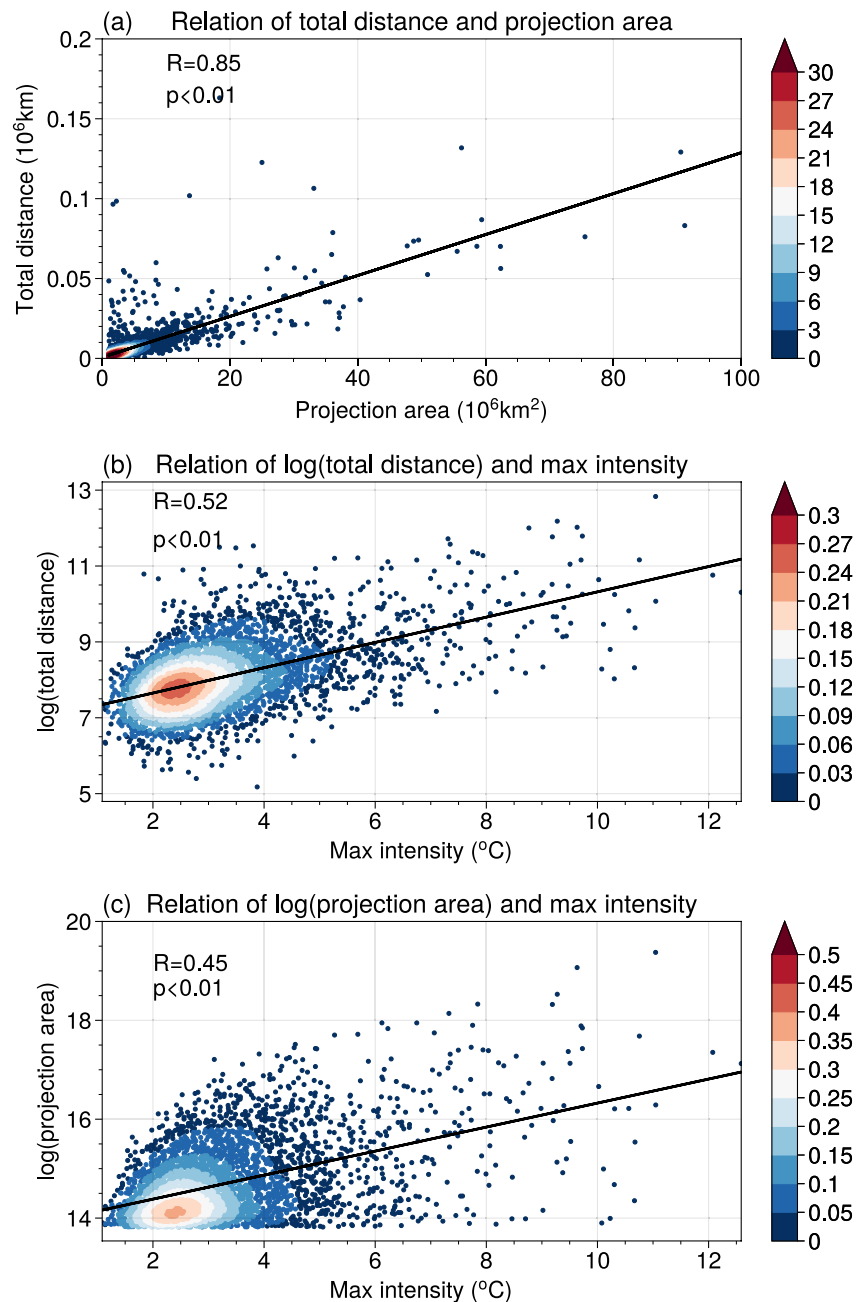 (a) Relation of total distance and projection area
R=0.85
p<0.01
0.2
0.15
0.1
0.05
0
Total distance (10⁶km)
0 20 40 60 80 100
Projection area (10⁶km²)
30
27
24
21
18
15
12
9
6
3
0
(b) Relation of log(total distance) and max intensity
R=0.52
p<0.01
13
11
9
7
5
log(total distance)
2 4 6 8 10 12
Max intensity (°C)
0.3
0.27
0.24
0.21
0.18
0.15
0.12
0.09
0.06
0.03
0
(c) Relation of log(projection area) and max intensity
R=0.45
p<0.01
20
18
16
14
log(projection area)
2 4 6 8 10 12
Max intensity (°C)
0.5
0.45
0.4
0.35
0.3
0.25
0.2
0.15
0.1
0.05
0